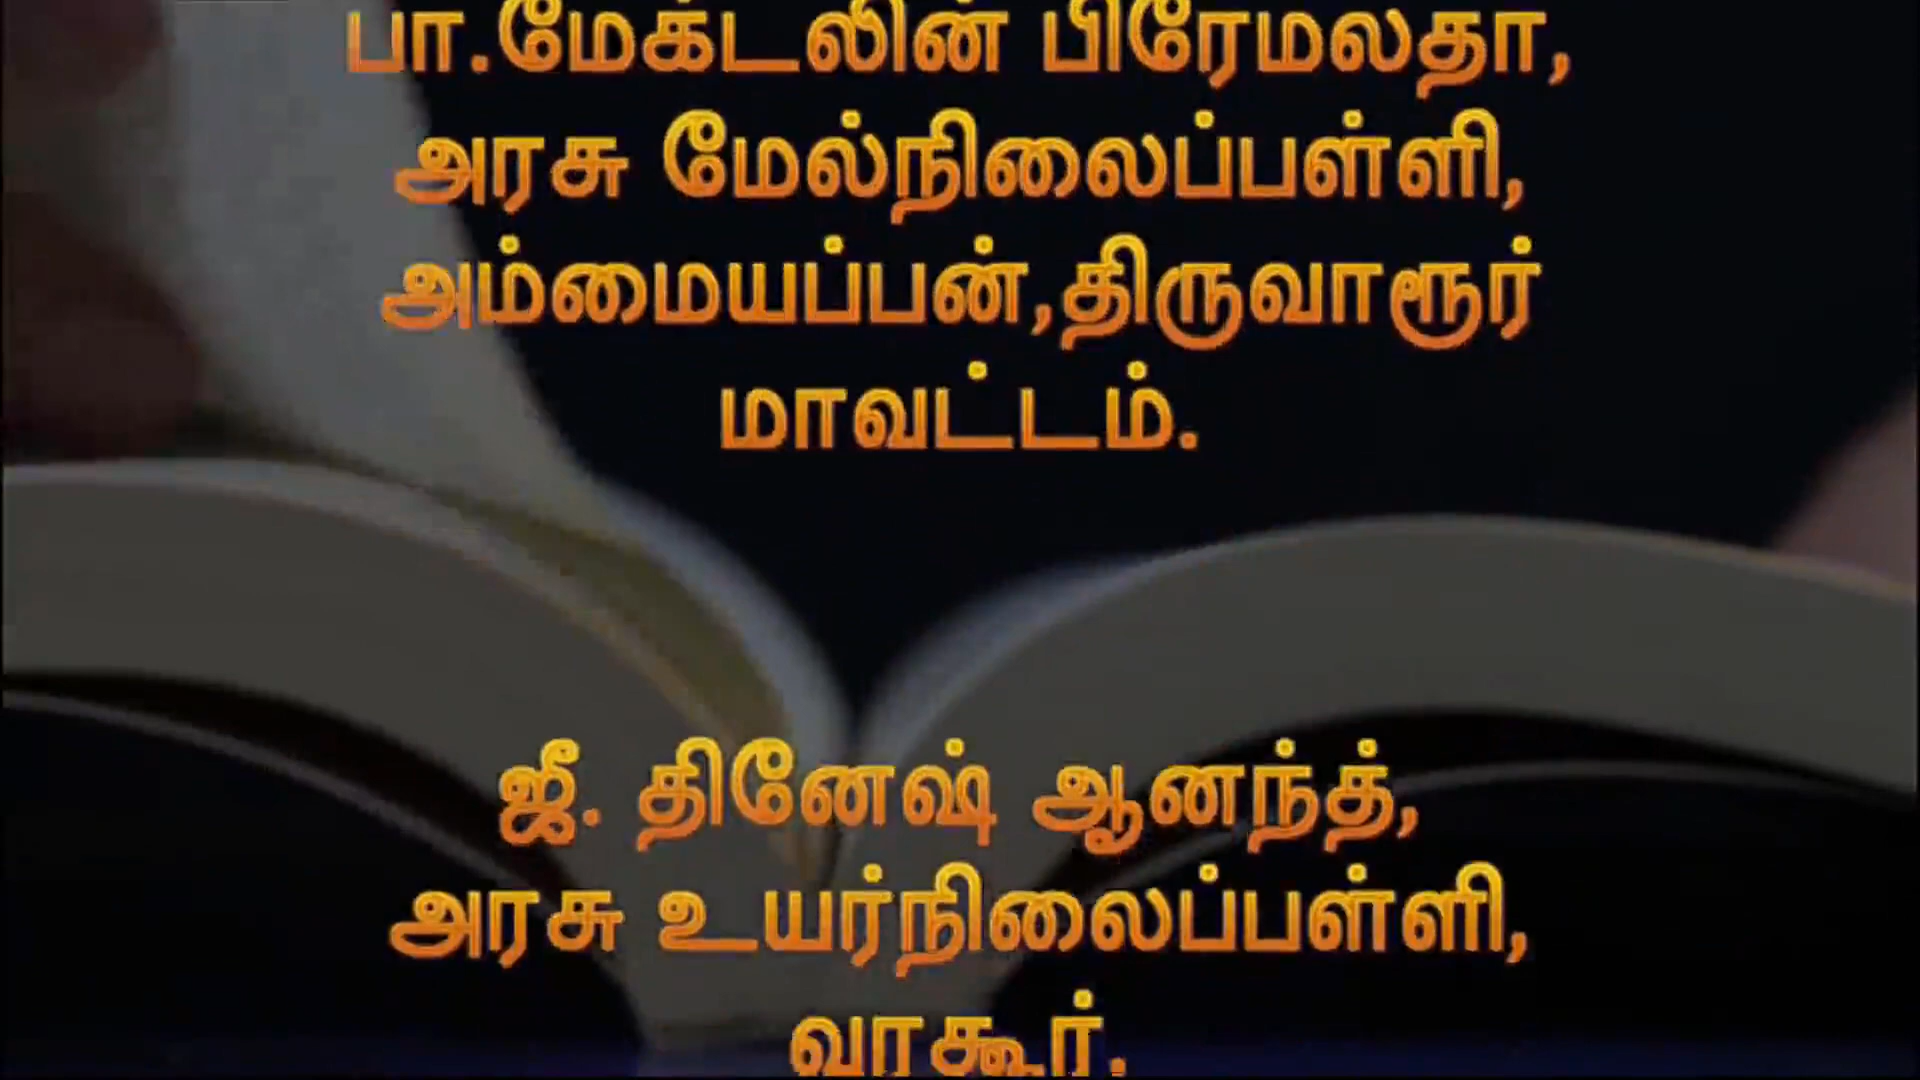 பா.மேக்டலின் பிரேமலதா,
அரசு மேல்நிலைப்பள்ளி,
அம்மையப்பன்,திருவாரூர்
மாவட்டம்.
ஜீ. தினேஷ் ஆனந்த்,
அரசு உயர்நிலைப்பள்ளி,
வரகூர்.